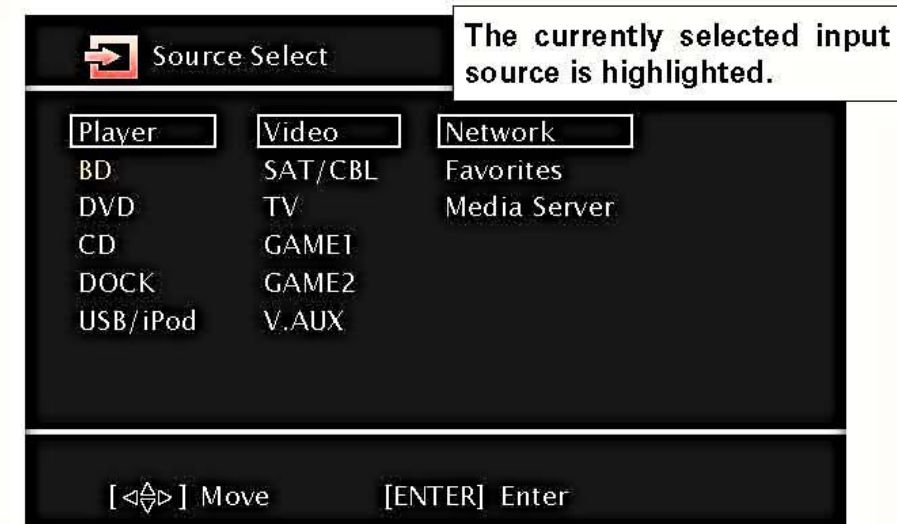 Source Select
The currently selected input
source is highlighted.
Player Video Network
BD SAT/CBL Favorites
DVD TV Media Server
CD GAME1
DOCK GAME2
USB/iPod V.AUX
[◁△▽▷] Move [ENTER] Enter